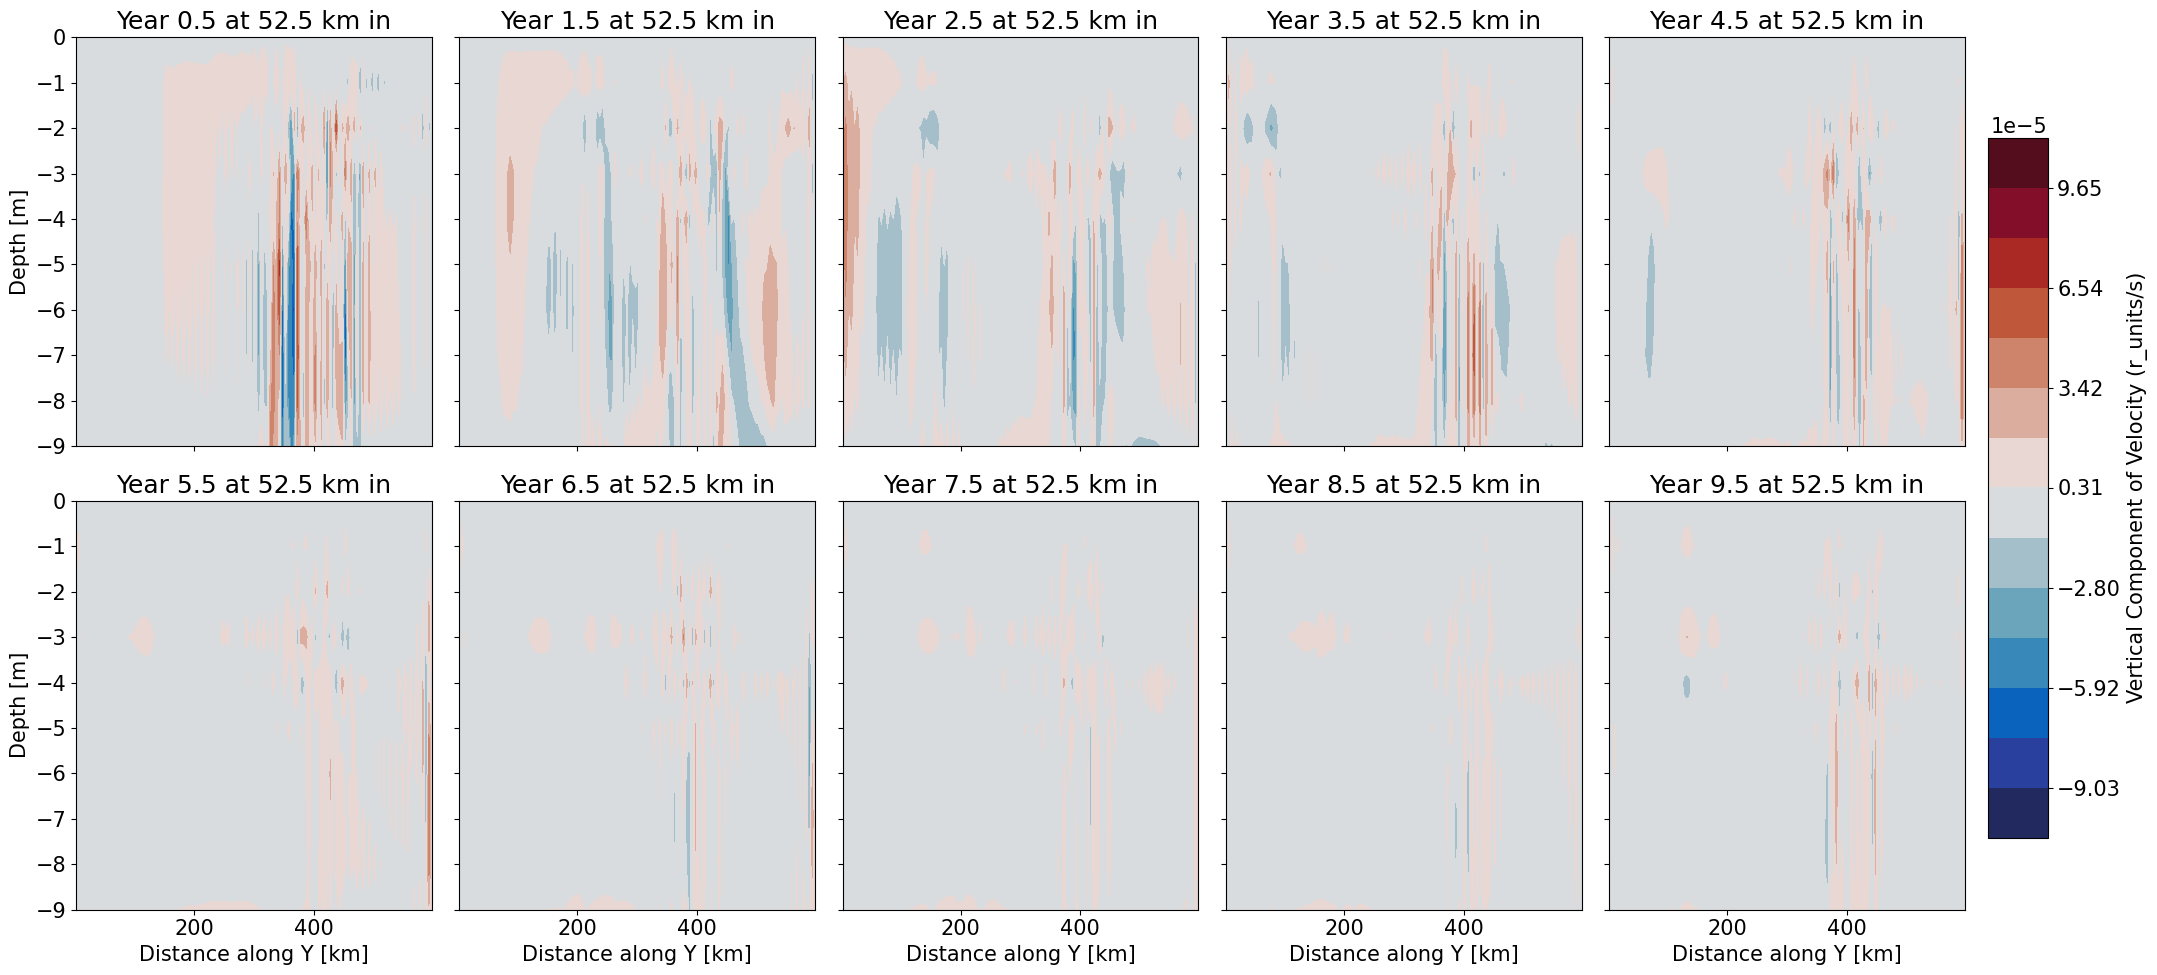 Year 0.5 at 52.5 km in
Year 1.5 at 52.5 km in
Year 2.5 at 52.5 km in
Year 3.5 at 52.5 km in
Year 4.5 at 52.5 km in
0
−1
−2
−3
−4
−5
−6
−7
−8
−9
Depth [m]
200
400
200
400
200
400
200
400
200
400
Year 5.5 at 52.5 km in
Year 6.5 at 52.5 km in
Year 7.5 at 52.5 km in
Year 8.5 at 52.5 km in
Year 9.5 at 52.5 km in
0
−1
−2
−3
−4
−5
−6
−7
−8
−9
Depth [m]
Distance along Y [km]
Distance along Y [km]
Distance along Y [km]
Distance along Y [km]
Distance along Y [km]
1e−5
9.65
6.54
3.42
0.31
−2.80
−5.92
−9.03
Vertical Component of Velocity (r_units/s)